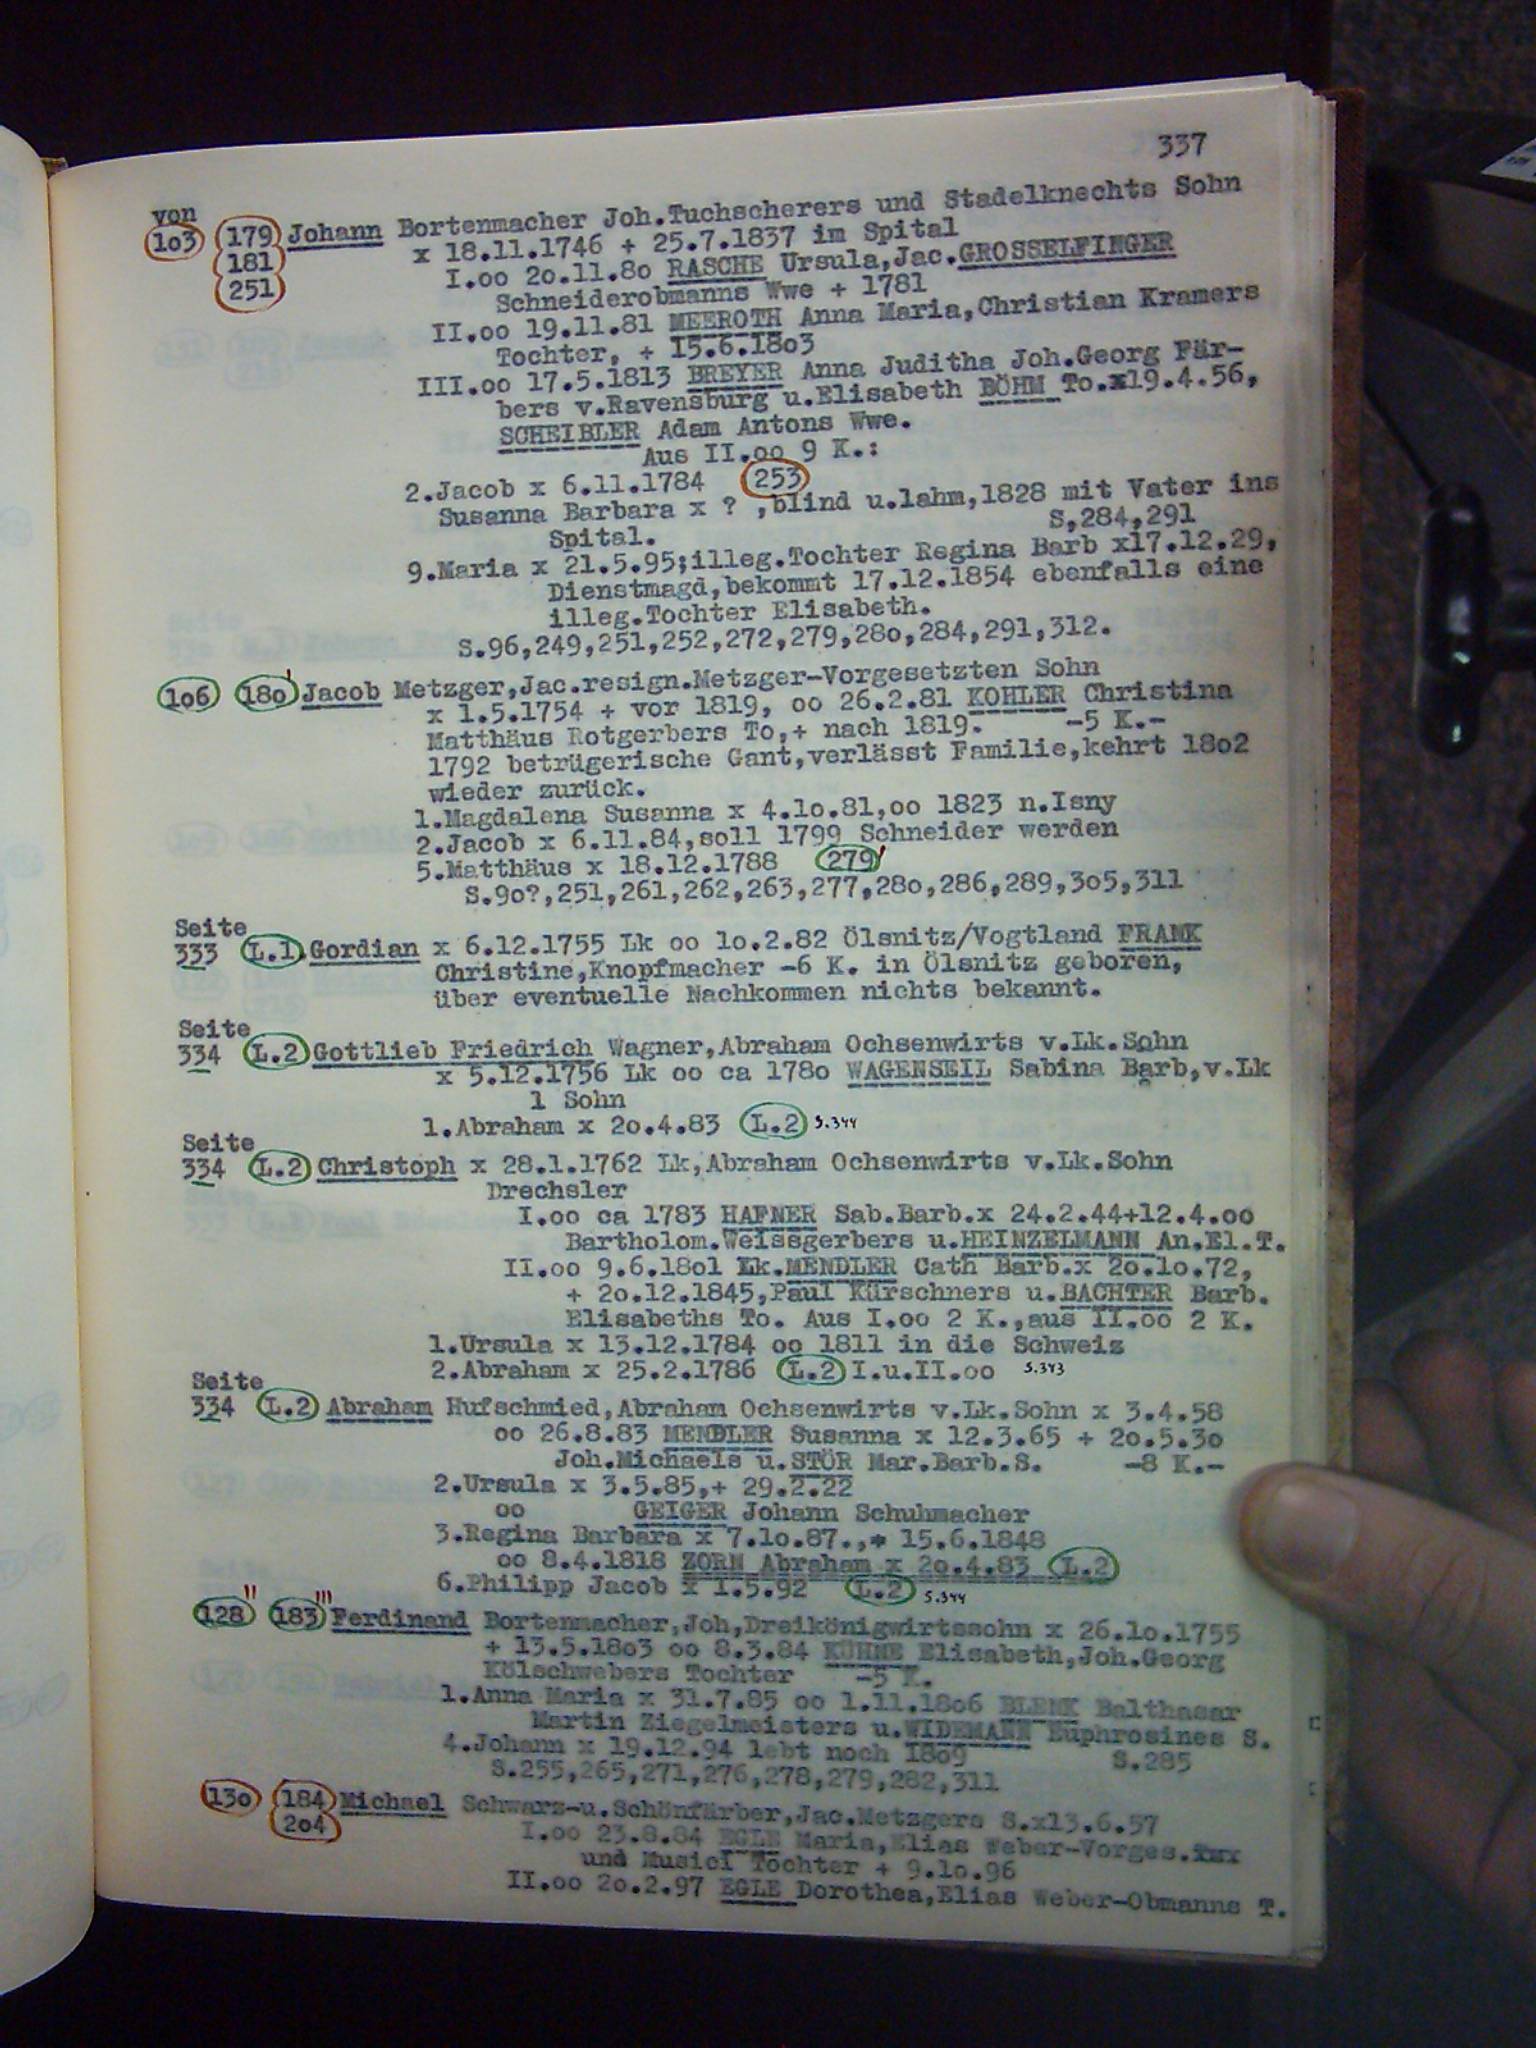 337
von
1o3 179 Johann Bortenmacher Joh.Tuchscherers und Stadelknechts Sohn
181 x 18.11.1746 + 25.7.1837 im Spital
251 I.oo 2o.11.8o RASCHE Ursula,Jac.GROSSELFINGER
Schneiderobmanns Wwe + 1781
II.oo 19.11.81 MEEROTH Anna Maria,Christian Kramers
Tochter, + 15.6.18o3
III.oo 17.5.1813 BREYER Anna Juditha Joh.Georg Fär-
bers v.Ravensburg u.Elisabeth BÖHM To.x19.4.56,
SCHEIBLER Adam Antons Wwe.
Aus II.oo 9 K.:
2.Jacob x 6.11.1784 253
Susanna Barbara x ? ,blind u.lahm,1828 mit Vater ins
Spital. S,284,291
9.Maria x 21.5.95;illeg.Tochter Regina Barb x17.12.29,
Dienstmagd,bekommt 17.12.1854 ebenfalls eine
illeg.Tochter Elisabeth.
S.96,249,251,252,272,279,28o,284,291,312.
1o6 18o' Jacob Metzger,Jac.resign.Metzger-Vorgesetzten Sohn
x 1.5.1754 + vor 1819, oo 26.2.81 KOHLER Christina
Matthäus Rotgerbers To,+ nach 1819. -5 K.-
1792 betrügerische Gant,verlässt Familie,kehrt 18o2
wieder zurück.
1.Magdalena Susanna x 4.1o.81,oo 1823 n.Isny
2.Jacob x 6.11.84,soll 1799 Schneider werden
5.Matthäus x 18.12.1788 279'
S.9o?,251,261,262,263,277,28o,286,289,3o5,311
Seite
333 L.1 Gordian x 6.12.1755 Lk oo 1o.2.82 Ölsnitz/Vogtland FRANK
Christine,Knopfmacher -6 K. in Ölsnitz geboren,
über eventuelle Nachkommen nichts bekannt.
Seite
334 L.2 Gottlieb Friedrich Wagner,Abraham Ochsenwirts v.Lk.Sohn
x 5.12.1756 Lk oo ca 178o WAGENSEIL Sabina Barb,v.Lk
1 Sohn
1.Abraham x 2o.4.83 L.2 S.344
Seite
334 L.2 Christoph x 28.1.1762 Lk,Abraham Ochsenwirts v.Lk.Sohn
Drechsler
I.oo ca 1783 HAFNER Sab.Barb.x 24.2.44+12.4.oo
Bartholom.Weissgerbers u.HEINZELMANN An.El.T.
II.oo 9.6.18o1 Lk.MENDLER Cath Barb.x 2o.1o.72,
+ 2o.12.1845,Paul Kürschners u.BACHTER Barb.
Elisabeths To. Aus I.oo 2 K.,aus II.oo 2 K.
1.Ursula x 13.12.1784 oo 1811 in die Schweiz
2.Abraham x 25.2.1786 L.2 I.u.II.oo S.343
Seite
334 L.2 Abraham Hufschmied,Abraham Ochsenwirts v.Lk.Sohn x 3.4.58
oo 26.8.83 MENDLER Susanna x 12.3.65 + 2o.5.3o
Joh.Michaels u.STÖR Mar.Barb.S. -8 K.-
2.Ursula x 3.5.85,+ 29.2.22
oo GEIGER Johann Schuhmacher
3.Regina Barbara x 7.1o.87.,+ 15.6.1848
oo 8.4.1818 ZORN Abraham x 2o.4.83 L.2
6.Philipp Jacob x 1.5.92 L.2 S.344
128'' 183''' Ferdinand Bortenmacher,Joh,Dreikönigwirtssohn x 26.1o.1755
+ 13.5.18o3 oo 8.3.84 KÜHNE Elisabeth,Joh.Georg
Kölschwebers Tochter -5 K.
1.Anna Maria x 31.7.85 oo 1.11.18o6 BLENK Balthasar
Martin Ziegelmeisters u.WIDEMANN Euphrosines S.
4.Johann x 19.12.94 lebt noch 18o9 S.285
S.255,265,271,276,278,279,282,311
13o 184 Michael Schwarz-u.Schönfärber,Jac.Metzgers S.x13.6.57
2o4 I.oo 23.8.84 EGLE Maria,Elias Weber-Vorges.
und Musici Tochter + 9.1o.96
II.oo 2o.2.97 EGLE Dorothea,Elias Weber-Obmanns T.